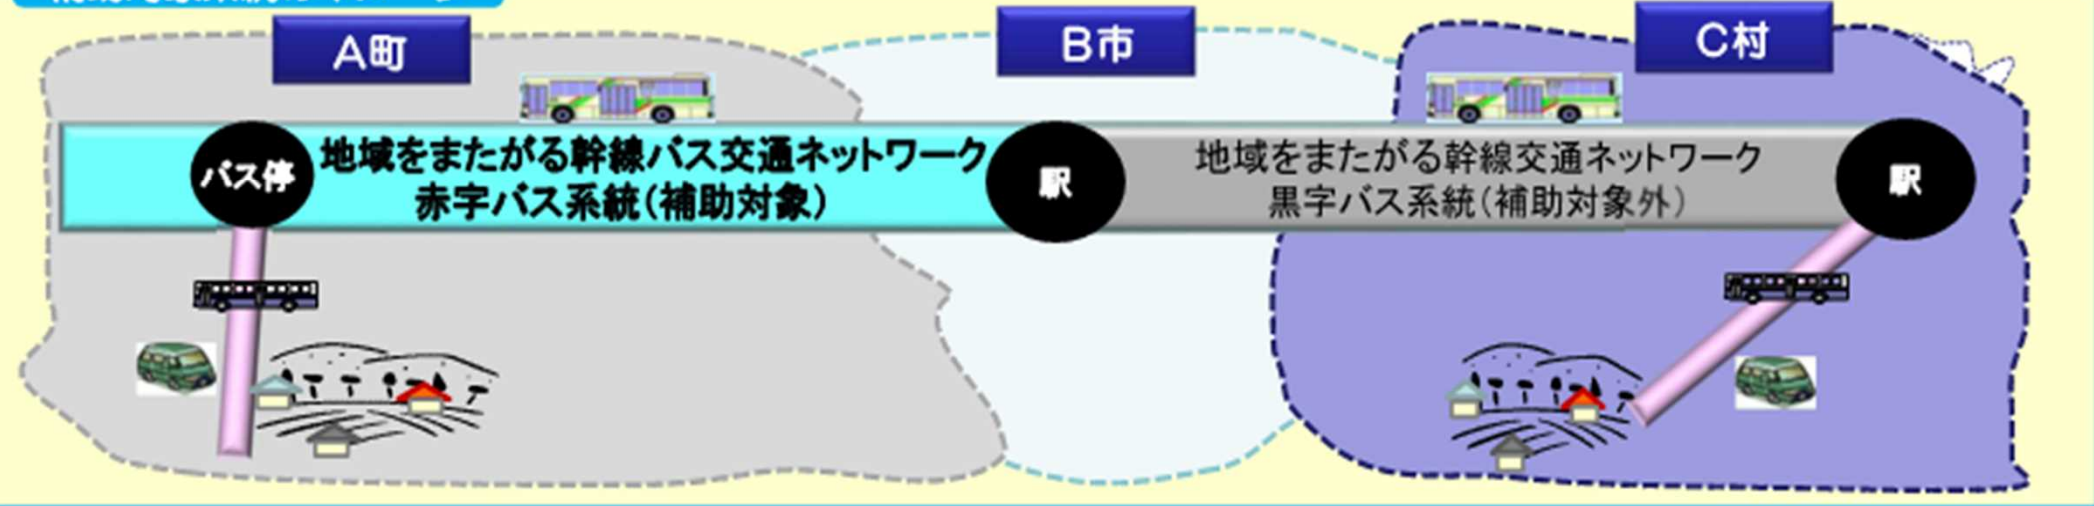 A町
B市
C村
バス停
地域をまたがる幹線バス交通ネットワーク
赤字バス系統(補助対象)
駅
地域をまたがる幹線交通ネットワーク
黒字バス系統(補助対象外)
駅